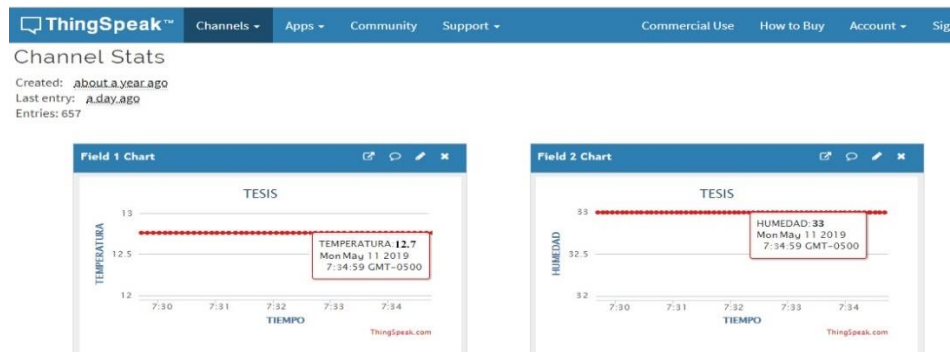 ThingSpeak™ Channels Apps Community Support Commercial Use How to Buy Account Sig
Channel Stats
Created: about a year ago
Last entry: a day ago
Entries: 657
Field 1 Chart
TESIS
TEMPERATURA
13
12.5
12
TEMPERATURA: 12.7
Mon May 11 2019
7:34:59 GMT-0500
7:30 7:31 7:32 7:33 7:34
TIEMPO
ThingSpeak.com
Field 2 Chart
TESIS
HUMEDAD
33
32.5
32
HUMEDAD: 33
Mon May 11 2019
7:34:59 GMT-0500
7:30 7:31 7:32 7:33 7:34
TIEMPO
ThingSpeak.com